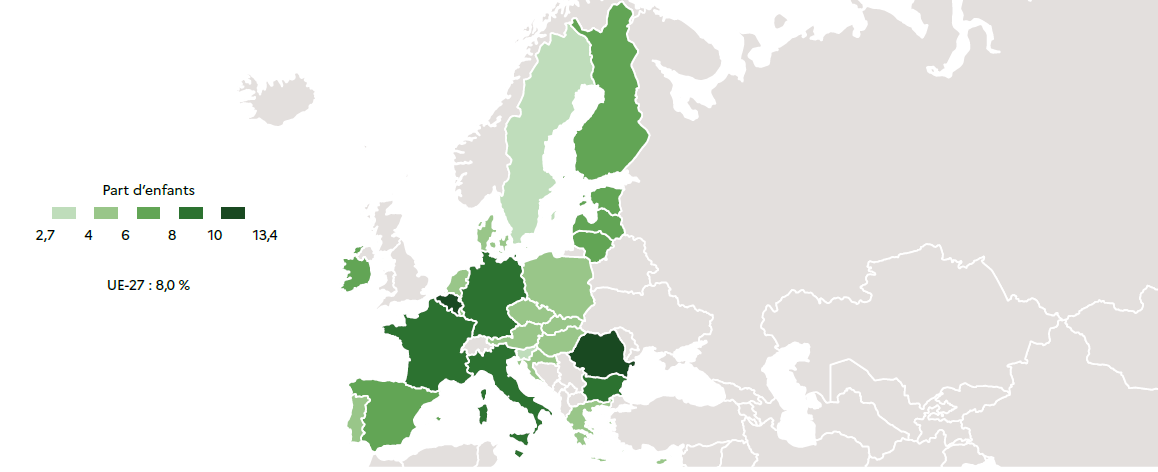 Part d’enfants
2,7 4 6 8 10 13,4
UE-27 : 8,0 %